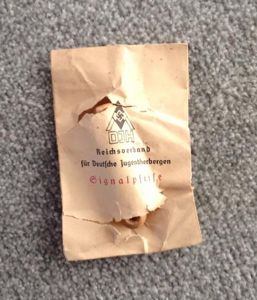 DJH
Reichsverband
für Deutsche Jugendherbergen
Signalpfeife